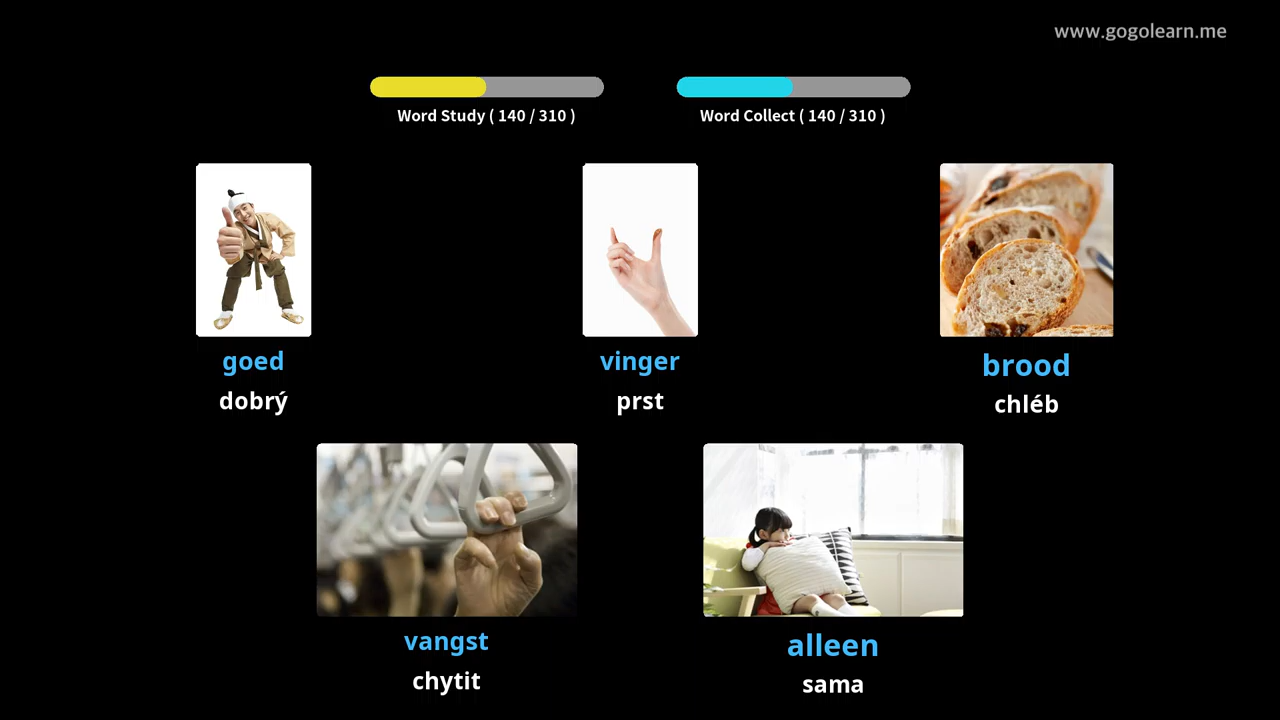 www.gogolearn.me
Word Study ( 140 / 310 )
Word Collect ( 140 / 310 )
goed
dobrý
vinger
prst
brood
chléb
vangst
chytit
alleen
sama